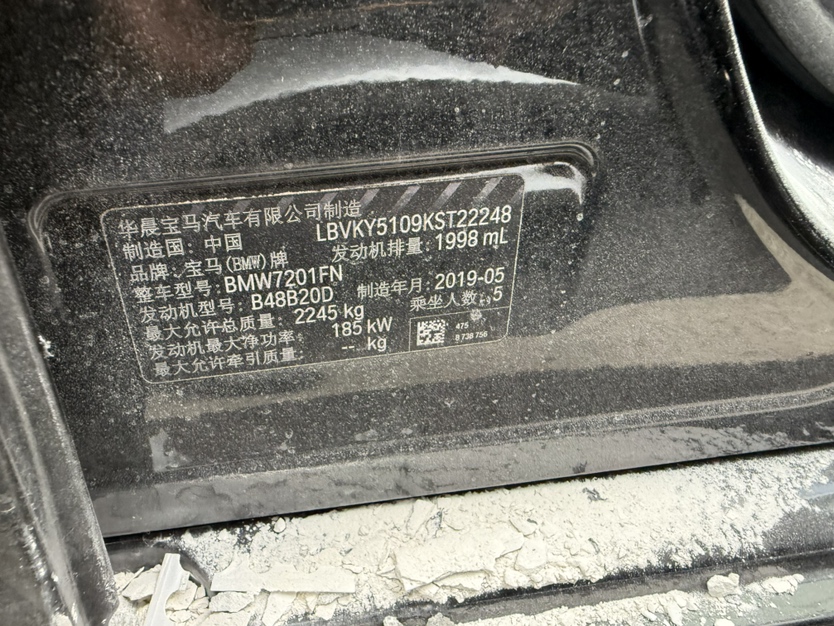 华晨宝马汽车有限公司制造
制造国: 中国 LBVKY5109KST22248
品牌: 宝马(BMW)牌 发动机排量: 1998 mL
整车型号: BMW7201FN
发动机型号: B48B20D 制造年月: 2019-05
最大允许总质量: 2245 kg 乘坐人数: 5
发动机最大净功率: 185 kW
最大允许牵引质量: -- kg
475
8 738 756